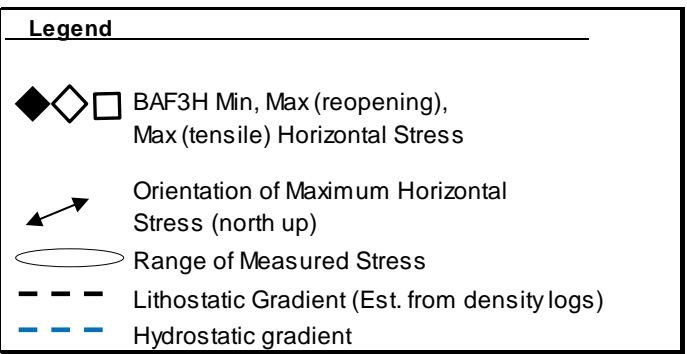 Legend
BAF3H Min, Max (reopening),
Max (tensile) Horizontal Stress
Orientation of Maximum Horizontal
Stress (north up)
Range of Measured Stress
Lithostatic Gradient (Est. from density logs)
Hydrostatic gradient